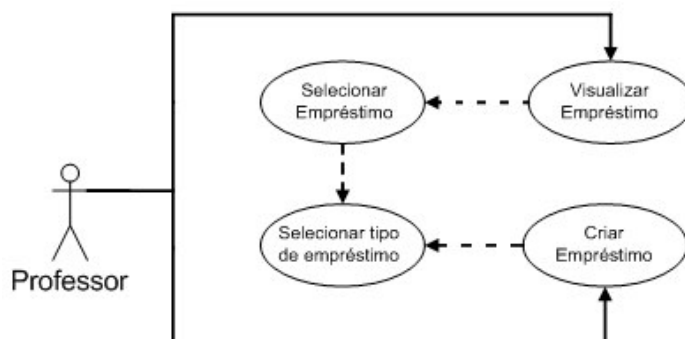 Selecionar
Empréstimo
Visualizar
Empréstimo
Selecionar tipo
de empréstimo
Criar
Empréstimo
Professor